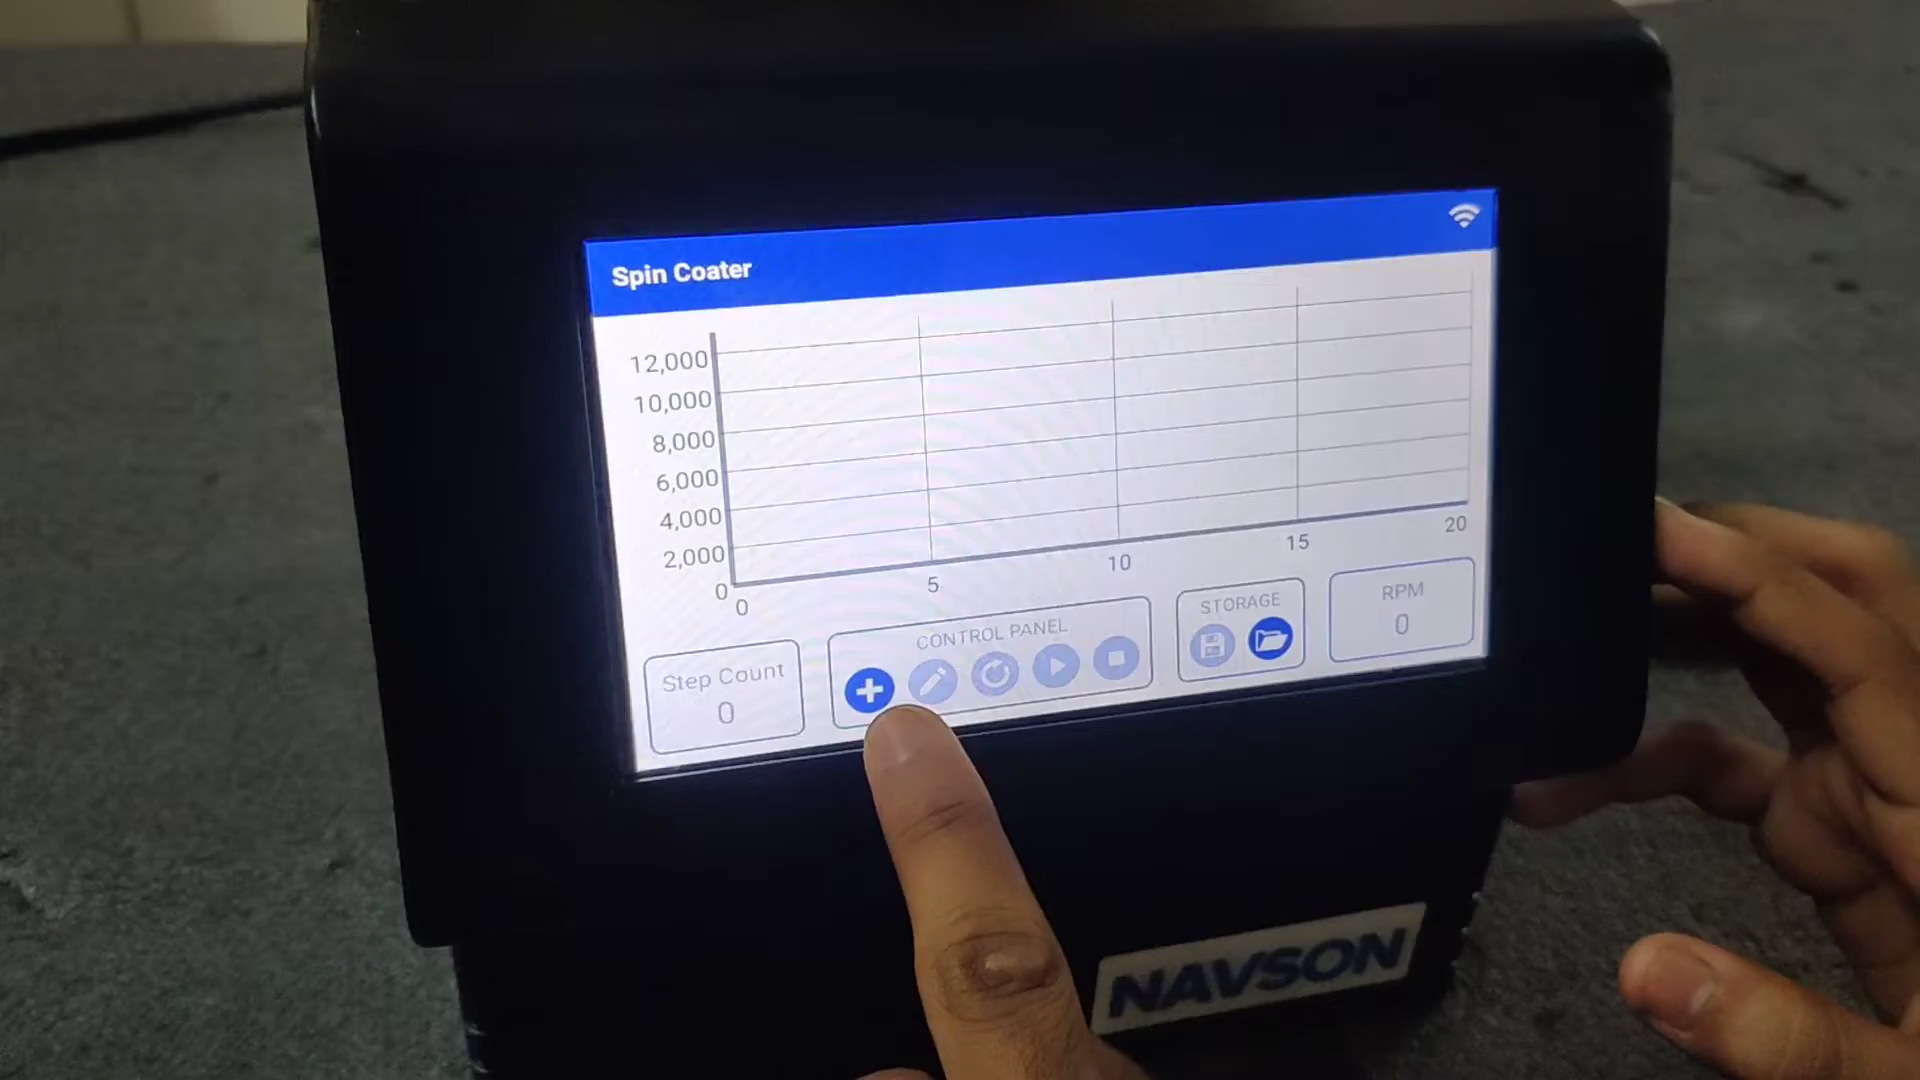 Spin Coater
12,000
10,000
8,000
6,000
4,000
2,000
0
0 5 10 15 20
Step Count
0
CONTROL PANEL
STORAGE
RPM
0
NAVSON